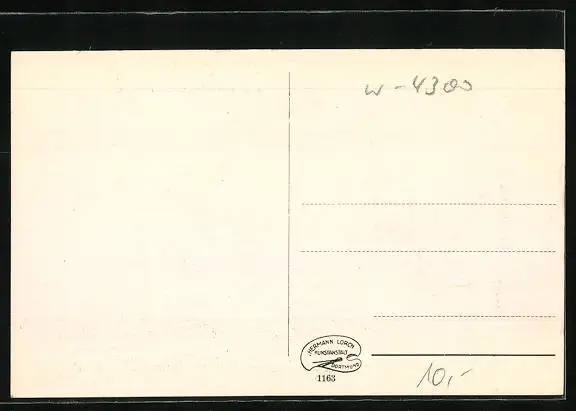 W-4300
HERMANN LORCH
KUNSTANSTALT
DORTMUND
1163
10,-